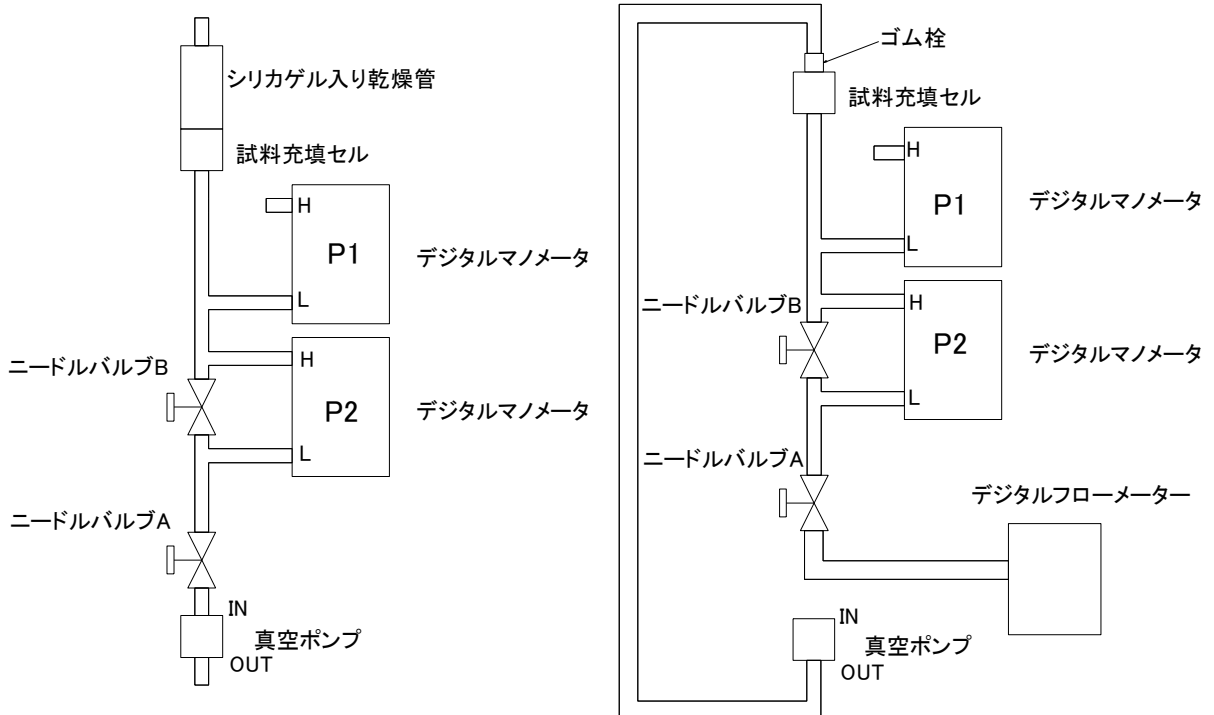 シリカゲル入り乾燥管
試料充填セル
H
P1
L
デジタルマノメータ
ニードルバルブB
H
P2
L
デジタルマノメータ
ニードルバルブA
IN
真空ポンプ
OUT
ゴム栓
試料充填セル
H
P1
L
デジタルマノメータ
ニードルバルブB
H
P2
L
デジタルマノメータ
ニードルバルブA
デジタルフローメーター
IN
真空ポンプ
OUT